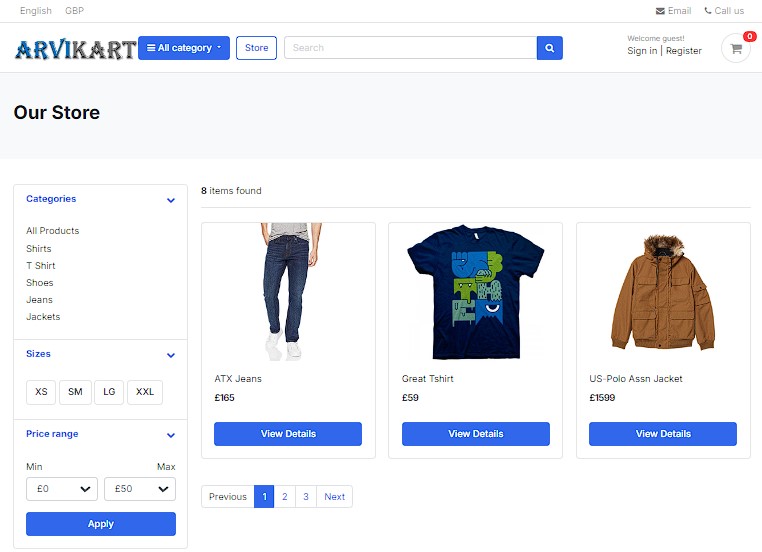 English GBP Email Call us
ARVIKART All category Store Search Welcome guest! Sign in | Register 0
Our Store
Categories
All Products
Shirts
T Shirt
Shoes
Jeans
Jackets
Sizes
XS SM LG XXL
Price range
Min Max
£0 £50
Apply
8 items found
ATX Jeans
£165
View Details
Great Tshirt
£59
View Details
US-Polo Assn Jacket
£1599
View Details
Previous 1 2 3 Next